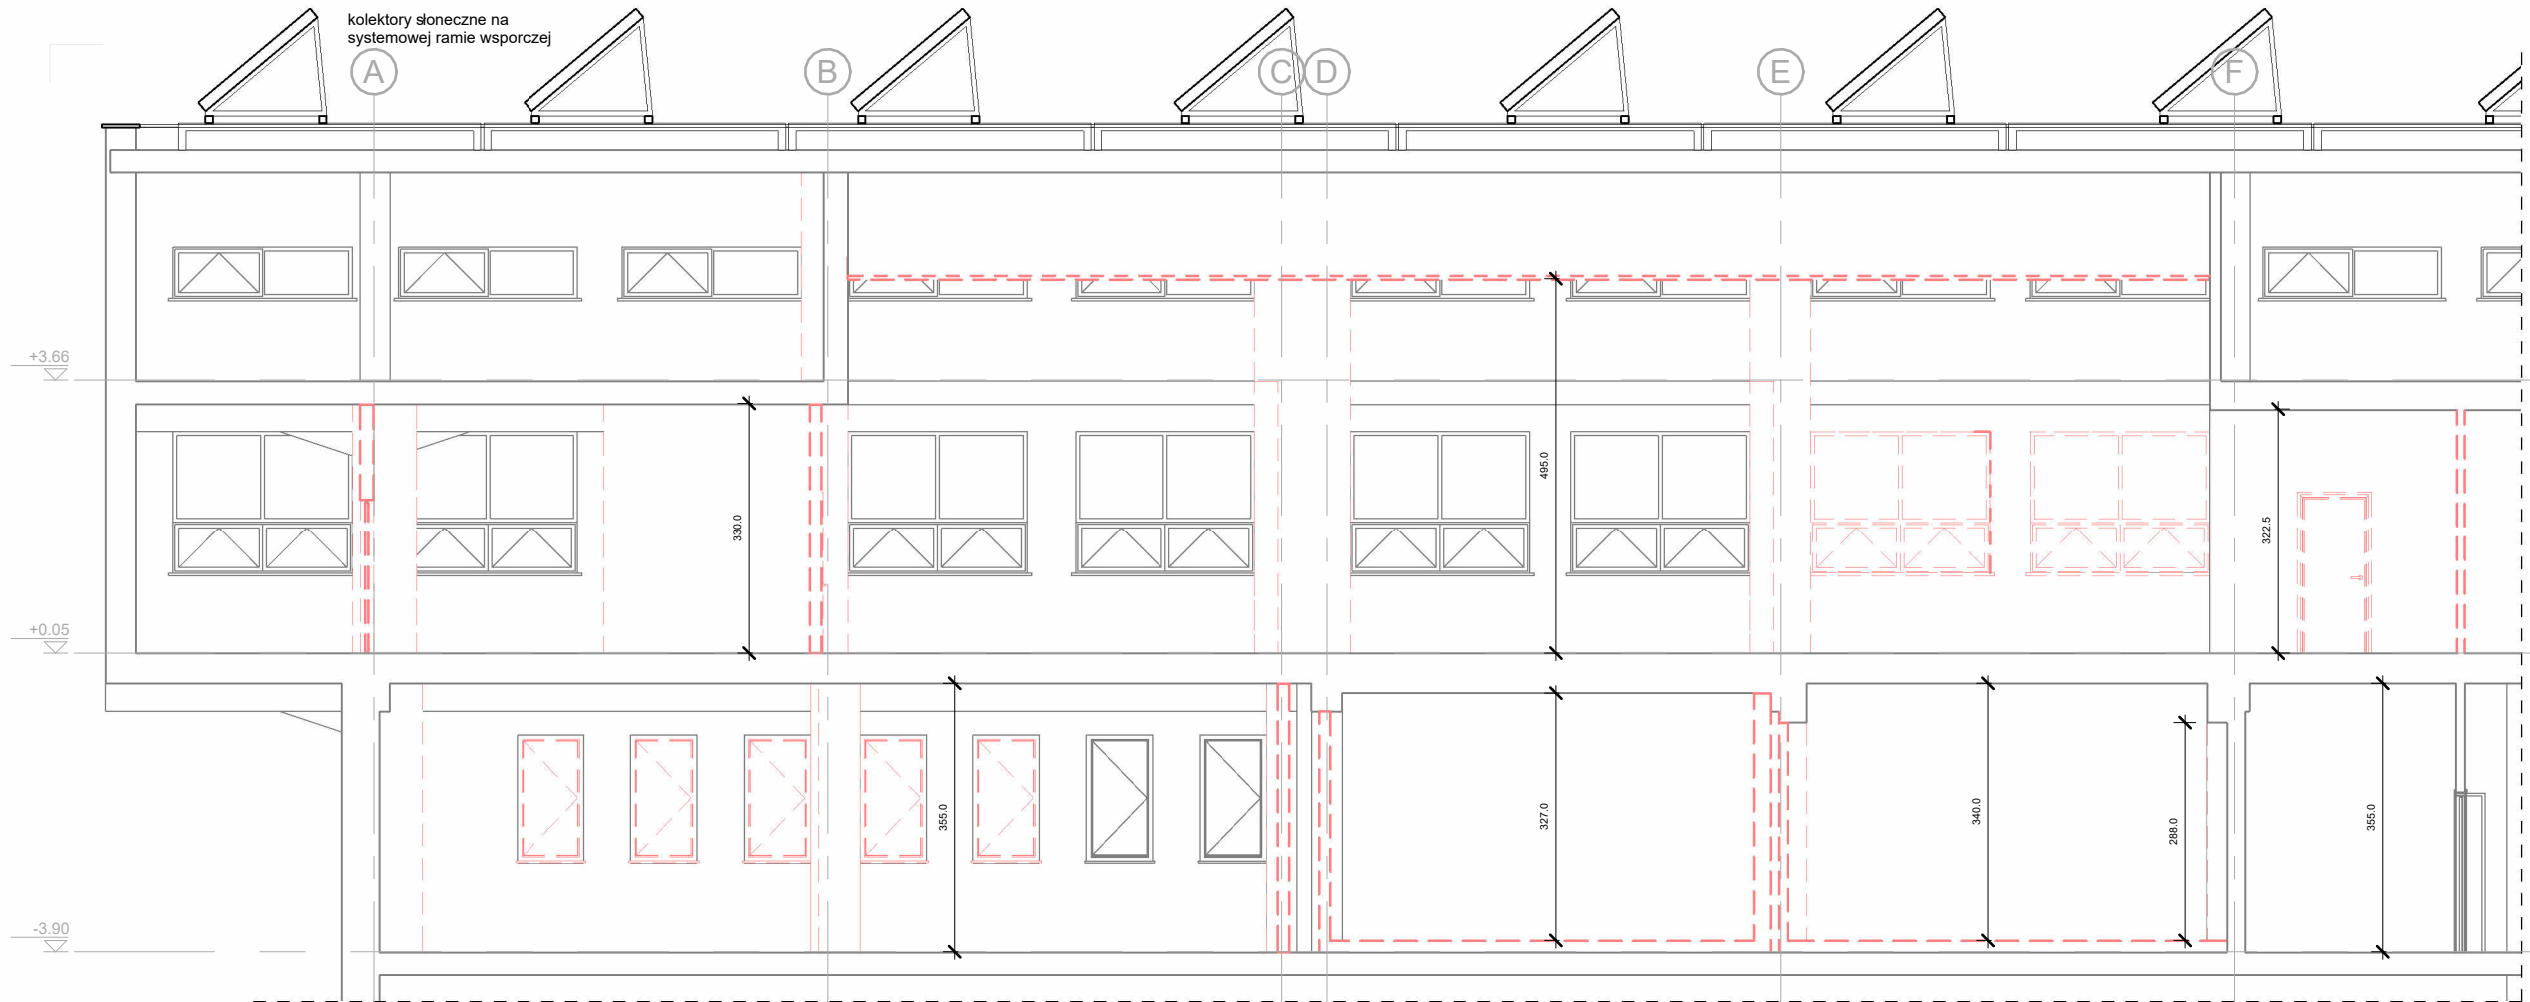 kolektory słoneczne na
systemowej ramie wsporczej
A
B
C
D
E
F
+3.66
+0.05
-3.90
330.0
495.0
322.5
355.0
327.0
340.0
288.0
355.0